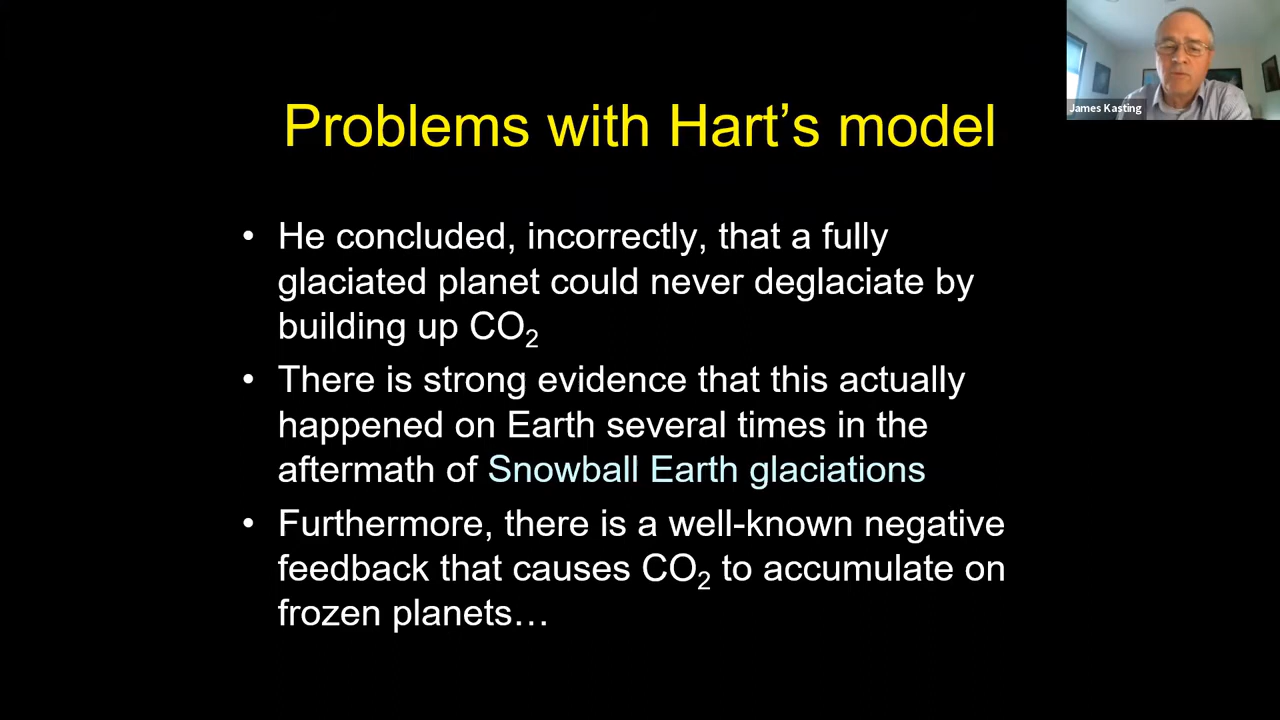 Problems with Hart's model
James Kasting
• He concluded, incorrectly, that a fully
glaciated planet could never deglaciate by
building up CO₂
• There is strong evidence that this actually
happened on Earth several times in the
aftermath of Snowball Earth glaciations
• Furthermore, there is a well-known negative
feedback that causes CO₂ to accumulate on
frozen planets…